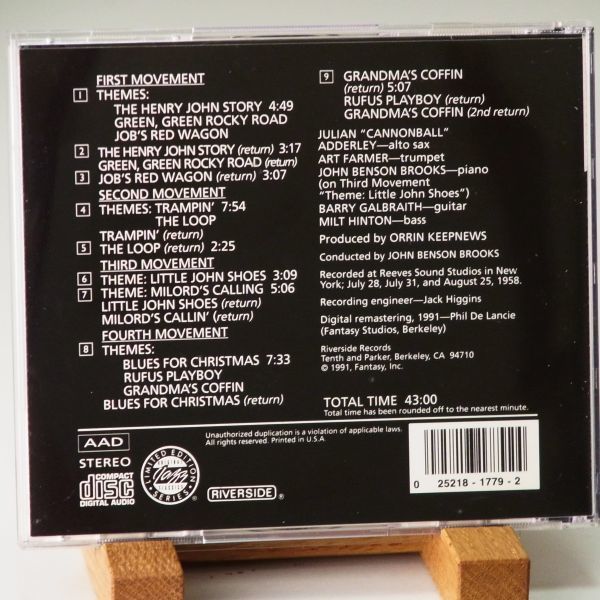 FIRST MOVEMENT
1 THEMES:
THE HENRY JOHN STORY 4:49
GREEN, GREEN ROCKY ROAD
JOB'S RED WAGON
2 THE HENRY JOHN STORY (return) 3:17
GREEN, GREEN ROCKY ROAD (return)
3 JOB'S RED WAGON (return) 3:07
SECOND MOVEMENT
4 THEMES: TRAMPIN' 7:54
THE LOOP
TRAMPIN' (return)
5 THE LOOP (return) 2:25
THIRD MOVEMENT
6 THEME: LITTLE JOHN SHOES 3:09
7 THEME: MILORD'S CALLING 5:06
LITTLE JOHN SHOES (return)
MILORD'S CALLIN' (return)
FOURTH MOVEMENT
8 THEMES:
BLUES FOR CHRISTMAS 7:33
RUFUS PLAYBOY
GRANDMA'S COFFIN
BLUES FOR CHRISTMAS (return)
9 GRANDMA'S COFFIN
(return) 5:07
RUFUS PLAYBOY (return)
GRANDMA'S COFFIN (2nd return)
JULIAN "CANNONBALL"
ADDERLEY—alto sax
ART FARMER—trumpet
JOHN BENSON BROOKS—piano
(on Third Movement
"Theme: Little John Shoes")
BARRY GALBRAITH—guitar
MILT HINTON—bass
Produced by ORRIN KEEPNEWS
Conducted by JOHN BENSON BROOKS
Recorded at Reeves Sound Studios in New
York; July 28, July 31, and August 25, 1958.
Recording engineer—Jack Higgins
Digital remastering, 1991—Phil De Lancie
(Fantasy Studios, Berkeley)
Riverside Records
Tenth and Parker, Berkeley, CA 94710
© 1991, Fantasy, Inc.
TOTAL TIME 43:00
Total time has been rounded off to the nearest minute.
AAD
STEREO
COMPACT
disc
DIGITAL AUDIO
LIMITED EDITION
ORIGINAL
Jazz
CLASSICS
SERIES
Unauthorized duplication is a violation of applicable laws.
All rights reserved. Printed in U.S.A.
RIVERSIDE ®
0 25218-1779-2